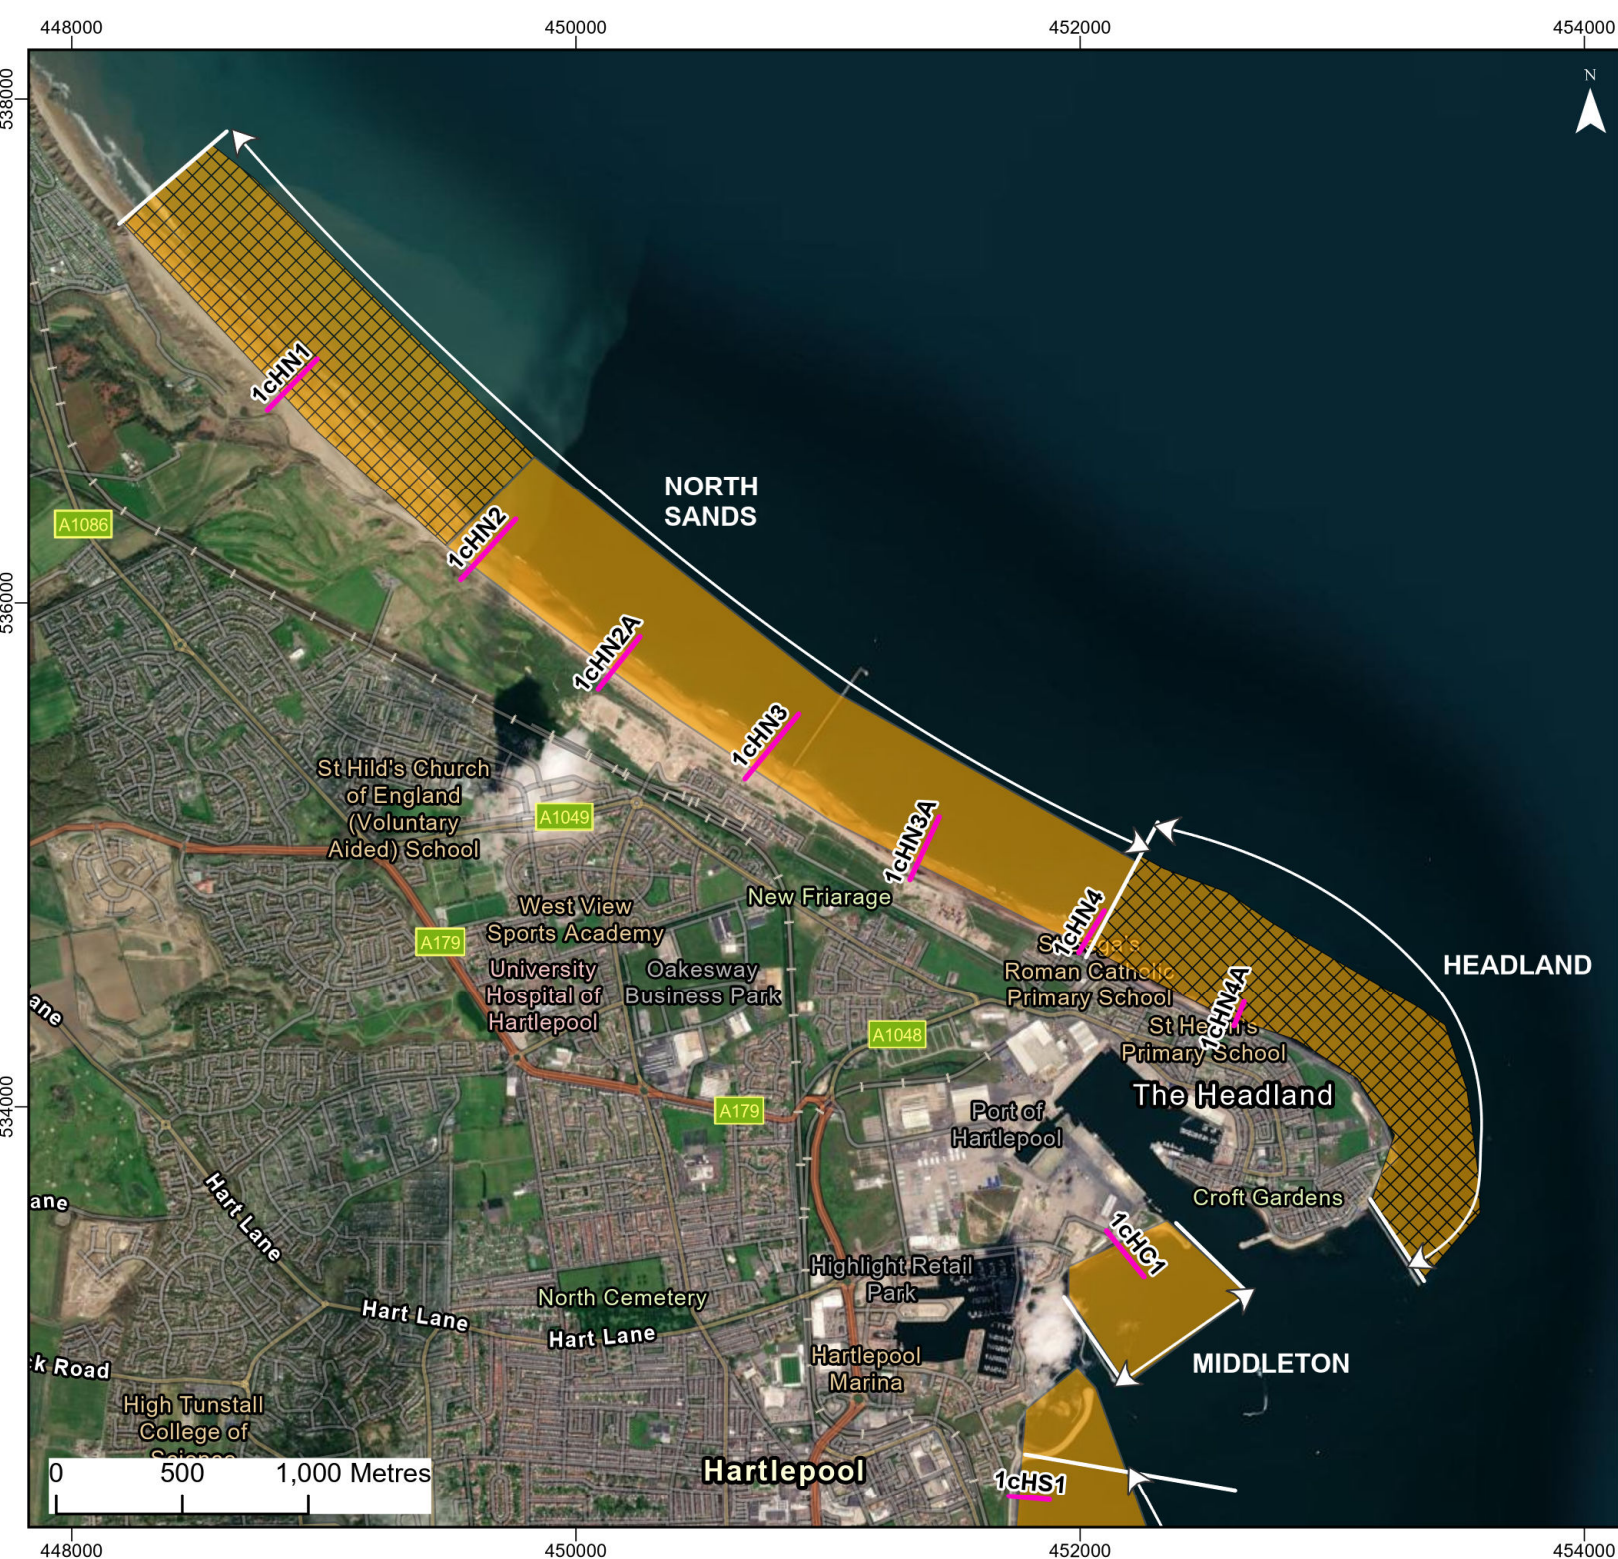 448000
450000
452000
454000
N
538000
1cHN1
NORTH
SANDS
A1086
1cHN2
536000
1cHN2A
1cHN3
St Hild's Church
of England
(Voluntary
Aided) School
A1049
1cHN3A
New Friarage
West View
Sports Academy
A179
1cHN4
Roman Catholic
Primary School
HEADLAND
University
Hospital of
Hartlepool
Oakesway
Business Park
1cHN4A
A1048
Primary School
The Headland
534000
A179
Port of
Hartlepool
Croft Gardens
Hart Lane
1cHC1
Highlight Retail
Park
North Cemetery
Hart Lane
Hart Lane
MIDDLETON
Hartlepool
Marina
Road
High Tunstall
College of
Science
Hartlepool
1cHS1
0 500 1,000 Metres
448000
450000
452000
454000